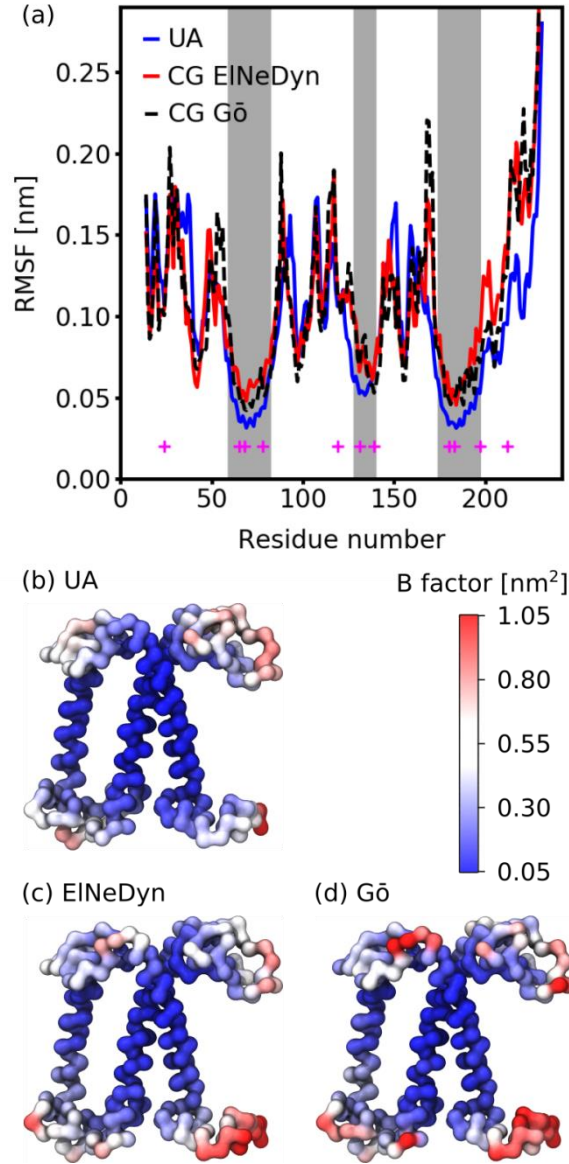 (a)
UA
CG ElNeDyn
CG Gō
0.25
0.20
0.15
0.10
0.05
0.00
RMSF [nm]
0 50 100 150 200
Residue number
(b) UA
B factor [nm²]
1.05
0.80
0.55
0.30
0.05
(c) ElNeDyn
(d) Gō